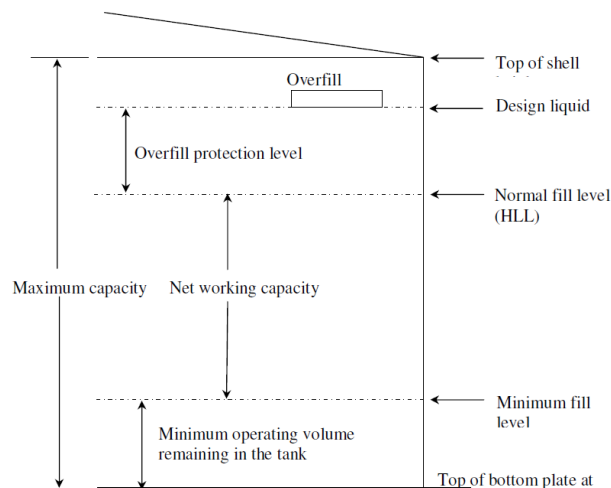 Top of shell
Overfill
Design liquid
Overfill protection level
Normal fill level
(HLL)
Maximum capacity
Net working capacity
Minimum fill
level
Minimum operating volume
remaining in the tank
Top of bottom plate at